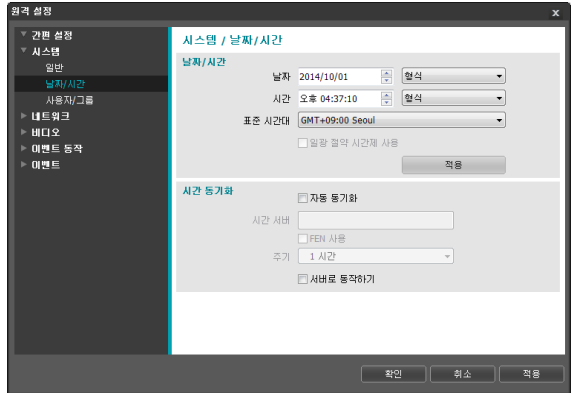 원격 설정
x
간편 설정
시스템
일반
날짜/시간
사용자/그룹
네트워크
비디오
이벤트 동작
이벤트
시스템 / 날짜/시간
날짜/시간
날짜 2014/10/01 형식
시간 오후 04:37:10 형식
표준 시간대 GMT+09:00 Seoul
일광 절약 시간제 사용
적용
시간 동기화
자동 동기화
시간 서버
FEN 사용
주기 1 시간
서버로 동작하기
확인 취소 적용